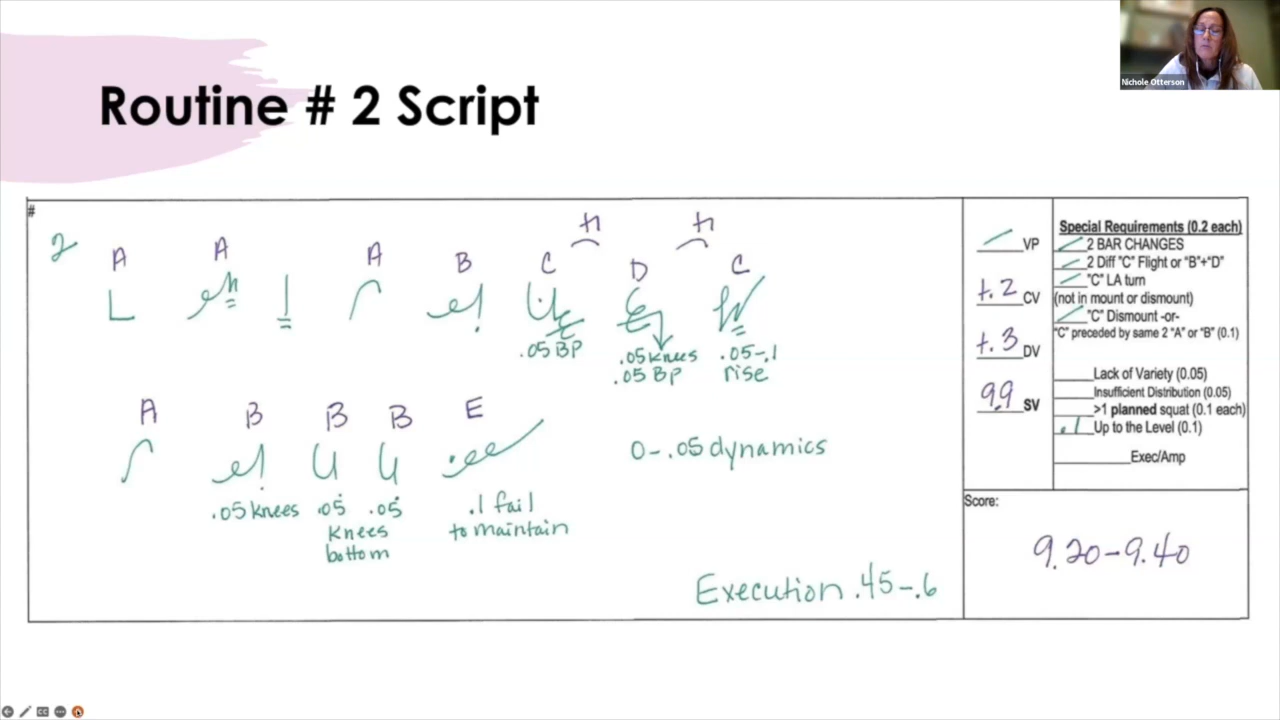 Nichole Otterson
Routine # 2 Script
#
2
A A A B C D C
+1 +1
.05 BP
.05 knees
.05 BP
.05-.1
rise
A B B B E
.05 knees
.05 .05
knees
bottom
.1 fail
to maintain
0-.05 dynamics
Execution .45-.6
VP
+.2 CV
+.3 DV
9.9 SV
Special Requirements (0.2 each)
2 BAR CHANGES
2 Diff "C" Flight or "B"+"D"
"C" LA turn
(not in mount or dismount)
"C" Dismount -or-
"C" preceded by same 2 "A" or "B" (0.1)
Lack of Variety (0.05)
Insufficient Distribution (0.05)
>1 planned squat (0.1 each)
.1 Up to the Level (0.1)
Exec/Amp
Score:
9.20-9.40
CC